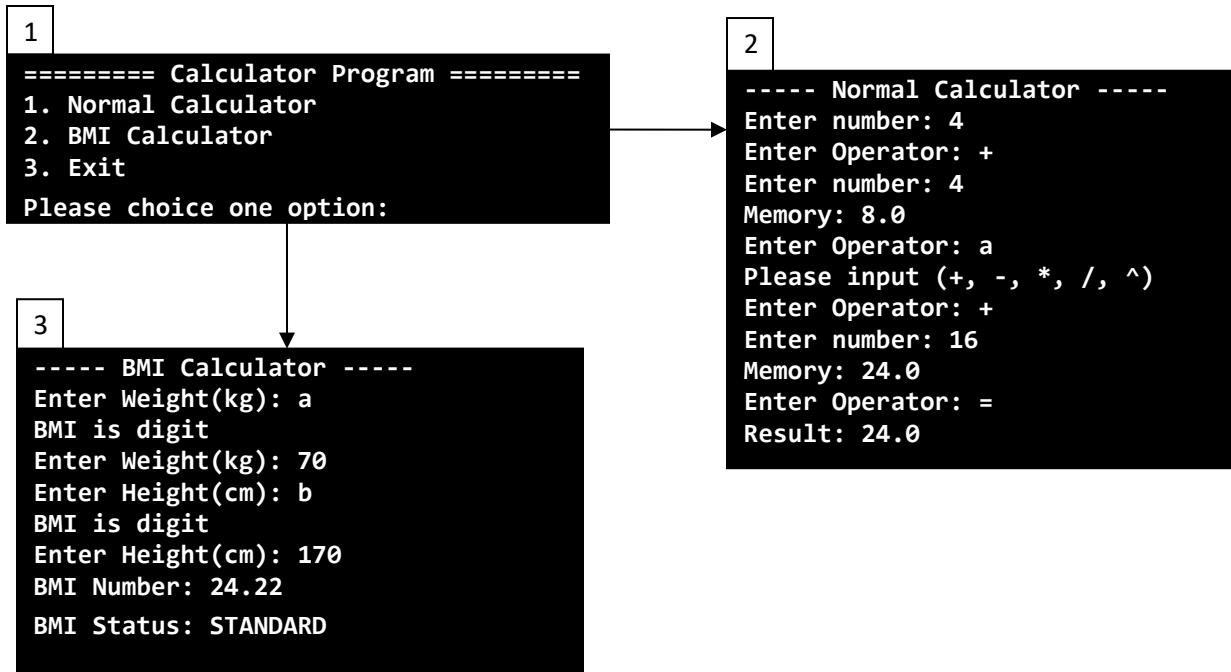 1
========= Calculator Program =========
1. Normal Calculator
2. BMI Calculator
3. Exit
Please choice one option:
2
----- Normal Calculator -----
Enter number: 4
Enter Operator: +
Enter number: 4
Memory: 8.0
Enter Operator: a
Please input (+, -, *, /, ^)
Enter Operator: +
Enter number: 16
Memory: 24.0
Enter Operator: =
Result: 24.0
3
----- BMI Calculator -----
Enter Weight(kg): a
BMI is digit
Enter Weight(kg): 70
Enter Height(cm): b
BMI is digit
Enter Height(cm): 170
BMI Number: 24.22
BMI Status: STANDARD